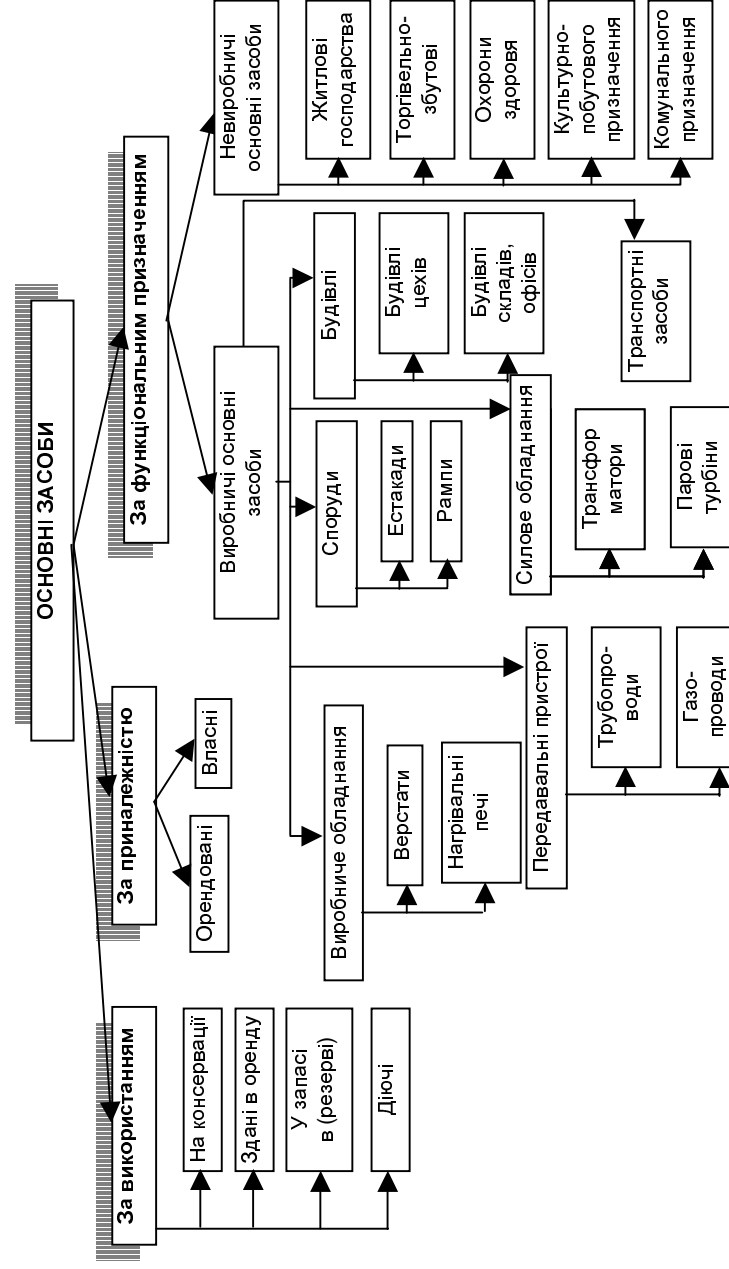 ОСНОВНІ ЗАСОБИ
За використанням
На консервації
Здані в оренду
У запасі
в (резерві)
Діючі
За приналежністю
Орендовані
Власні
За функціональним призначенням
Виробничі основні
засоби
Виробниче обладнання
Верстати
Нагрівальні
печі
Передавальні пристрої
Трубопро-
води
Газо-
проводи
Споруди
Естакади
Рампи
Силове обладнання
Трансфор
матори
Парові
турбіни
Будівлі
Будівлі
цехів
Будівлі
складів,
офісів
Транспортні
засоби
Невиробничі
основні засоби
Житлові
господарства
Торгівельно-
збутові
Охорони
здоровя
Культурно-
побутового
призначення
Комунального
призначення